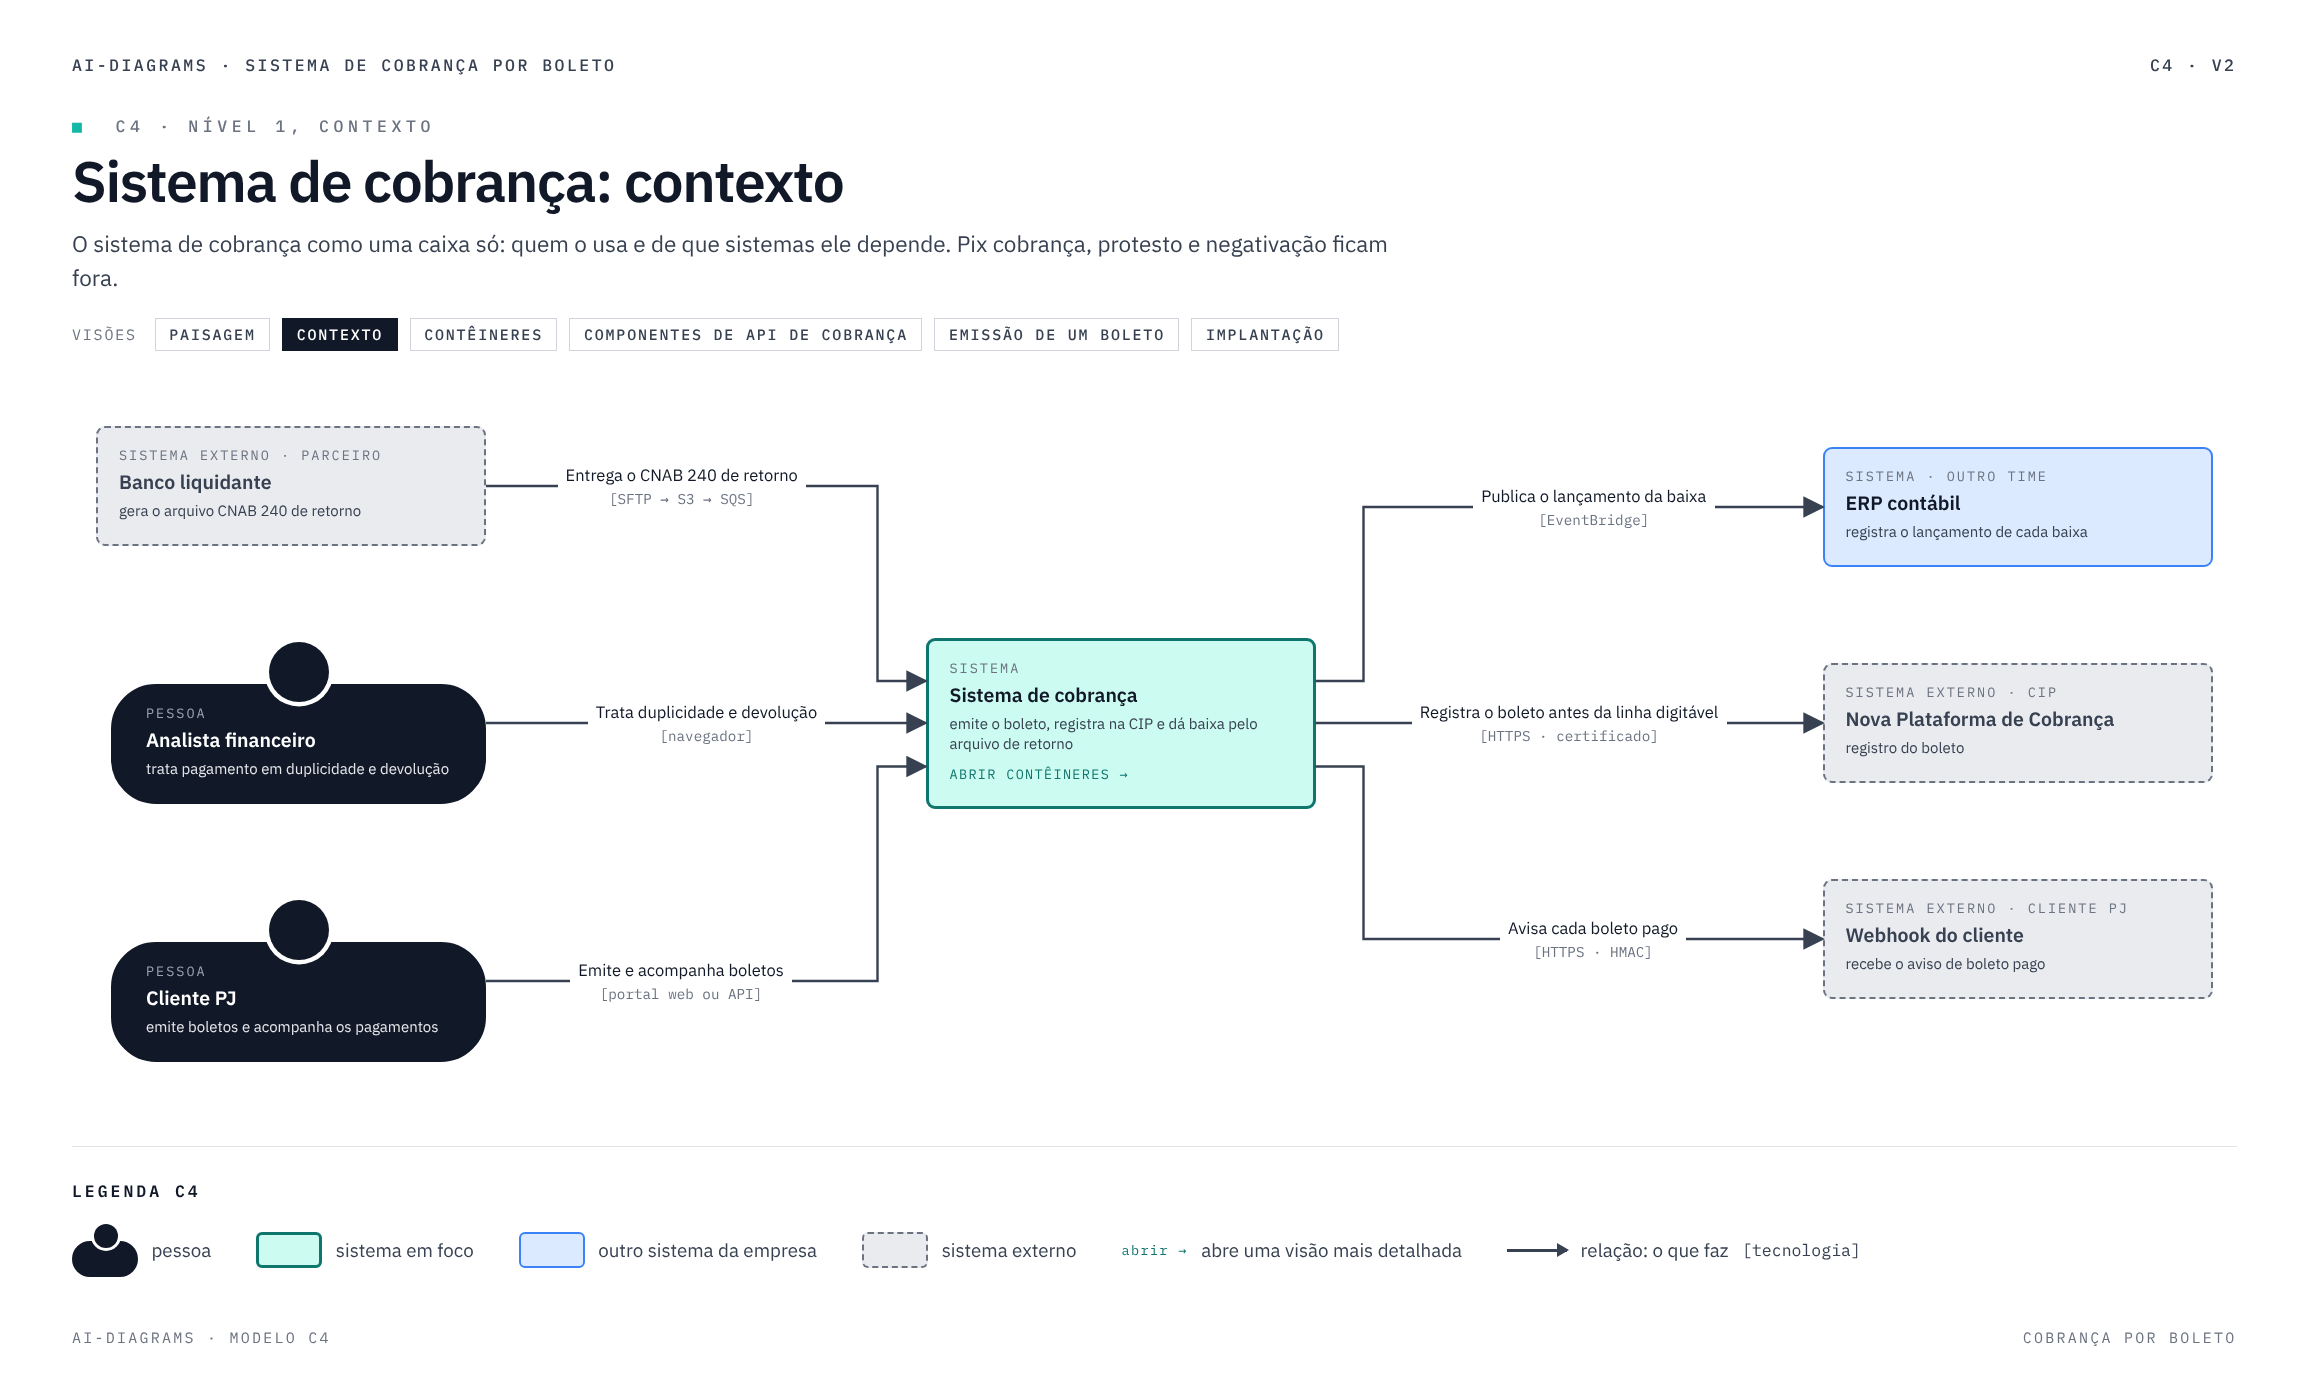 AI-DIAGRAMS · SISTEMA DE COBRANÇA POR BOLETO
C4 · V2
C4 · NÍVEL 1, CONTEXTO
Sistema de cobrança: contexto
O sistema de cobrança como uma caixa só: quem o usa e de que sistemas ele depende. Pix cobrança, protesto e negativação ficam
fora.
VISÕES
PAISAGEM
CONTEXTO
CONTÊINERES
COMPONENTES DE API DE COBRANÇA
EMISSÃO DE UM BOLETO
IMPLANTAÇÃO
SISTEMA EXTERNO · PARCEIRO
Banco liquidante
gera o arquivo CNAB 240 de retorno
Entrega o CNAB 240 de retorno
[SFTP → S3 → SQS]
PESSOA
Analista financeiro
trata pagamento em duplicidade e devolução
Trata duplicidade e devolução
[navegador]
PESSOA
Cliente PJ
emite boletos e acompanha os pagamentos
Emite e acompanha boletos
[portal web ou API]
SISTEMA
Sistema de cobrança
emite o boleto, registra na CIP e dá baixa pelo
arquivo de retorno
ABRIR CONTÊINERES →
Publica o lançamento da baixa
[EventBridge]
SISTEMA · OUTRO TIME
ERP contábil
registra o lançamento de cada baixa
Registra o boleto antes da linha digitável
[HTTPS · certificado]
SISTEMA EXTERNO · CIP
Nova Plataforma de Cobrança
registro do boleto
Avisa cada boleto pago
[HTTPS · HMAC]
SISTEMA EXTERNO · CLIENTE PJ
Webhook do cliente
recebe o aviso de boleto pago
LEGENDA C4
pessoa
sistema em foco
outro sistema da empresa
sistema externo
abrir → abre uma visão mais detalhada
relação: o que faz [tecnologia]
AI-DIAGRAMS · MODELO C4
COBRANÇA POR BOLETO